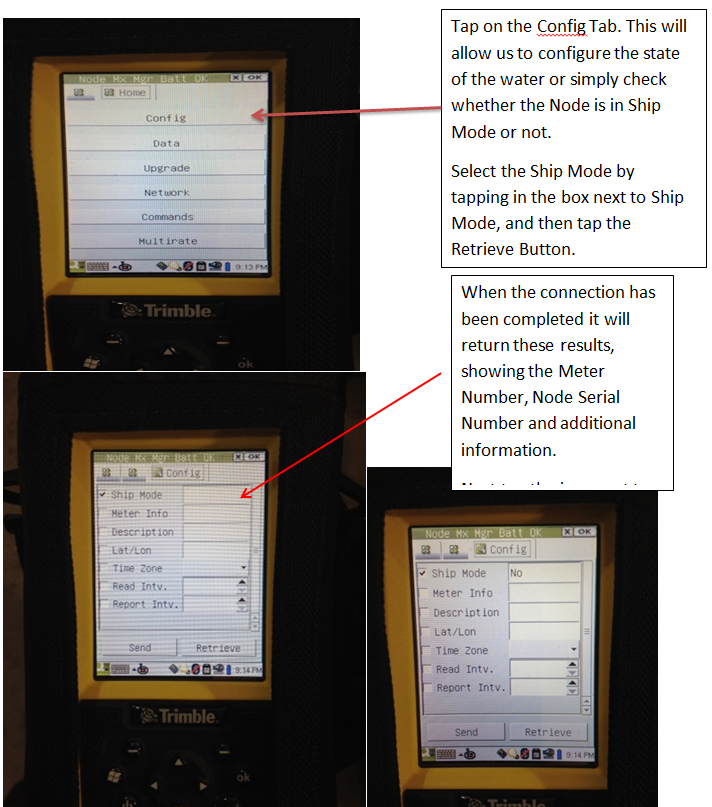 Tap on the Config Tab. This will
allow us to configure the state
of the water or simply check
whether the Node is in Ship
Mode or not.
Select the Ship Mode by
tapping in the box next to Ship
Mode, and then tap the
Retrieve Button.
Node Mx Mgr Batt OK X OK
Home
Config
Data
Upgrade
Network
Commands
Multirate
9:13 PM
Trimble
ok
When the connection has
been completed it will
return these results,
showing the Meter
Number, Node Serial
Number and additional
information.
Node Mx Mgr Batt OK X OK
Config
Ship Mode
Meter Info
Description
Lat/Lon
Time Zone
Read Intv.
Report Intv.
Send Retrieve
9:14 PM
Trimble
ok
Node Mx Mgr Batt OK X OK
Config
Ship Mode No
Meter Info
Description
Lat/Lon
Time Zone
Read Intv.
Report Intv.
Send Retrieve
9:14 PM